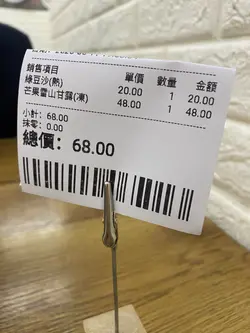 銷售項目 單價 數量 金額
綠豆沙(熱) 20.00 1 20.00
芒果雪山甘露(凍) 48.00 1 48.00
小計: 68.00
抹零: 0.00
總價: 68.00